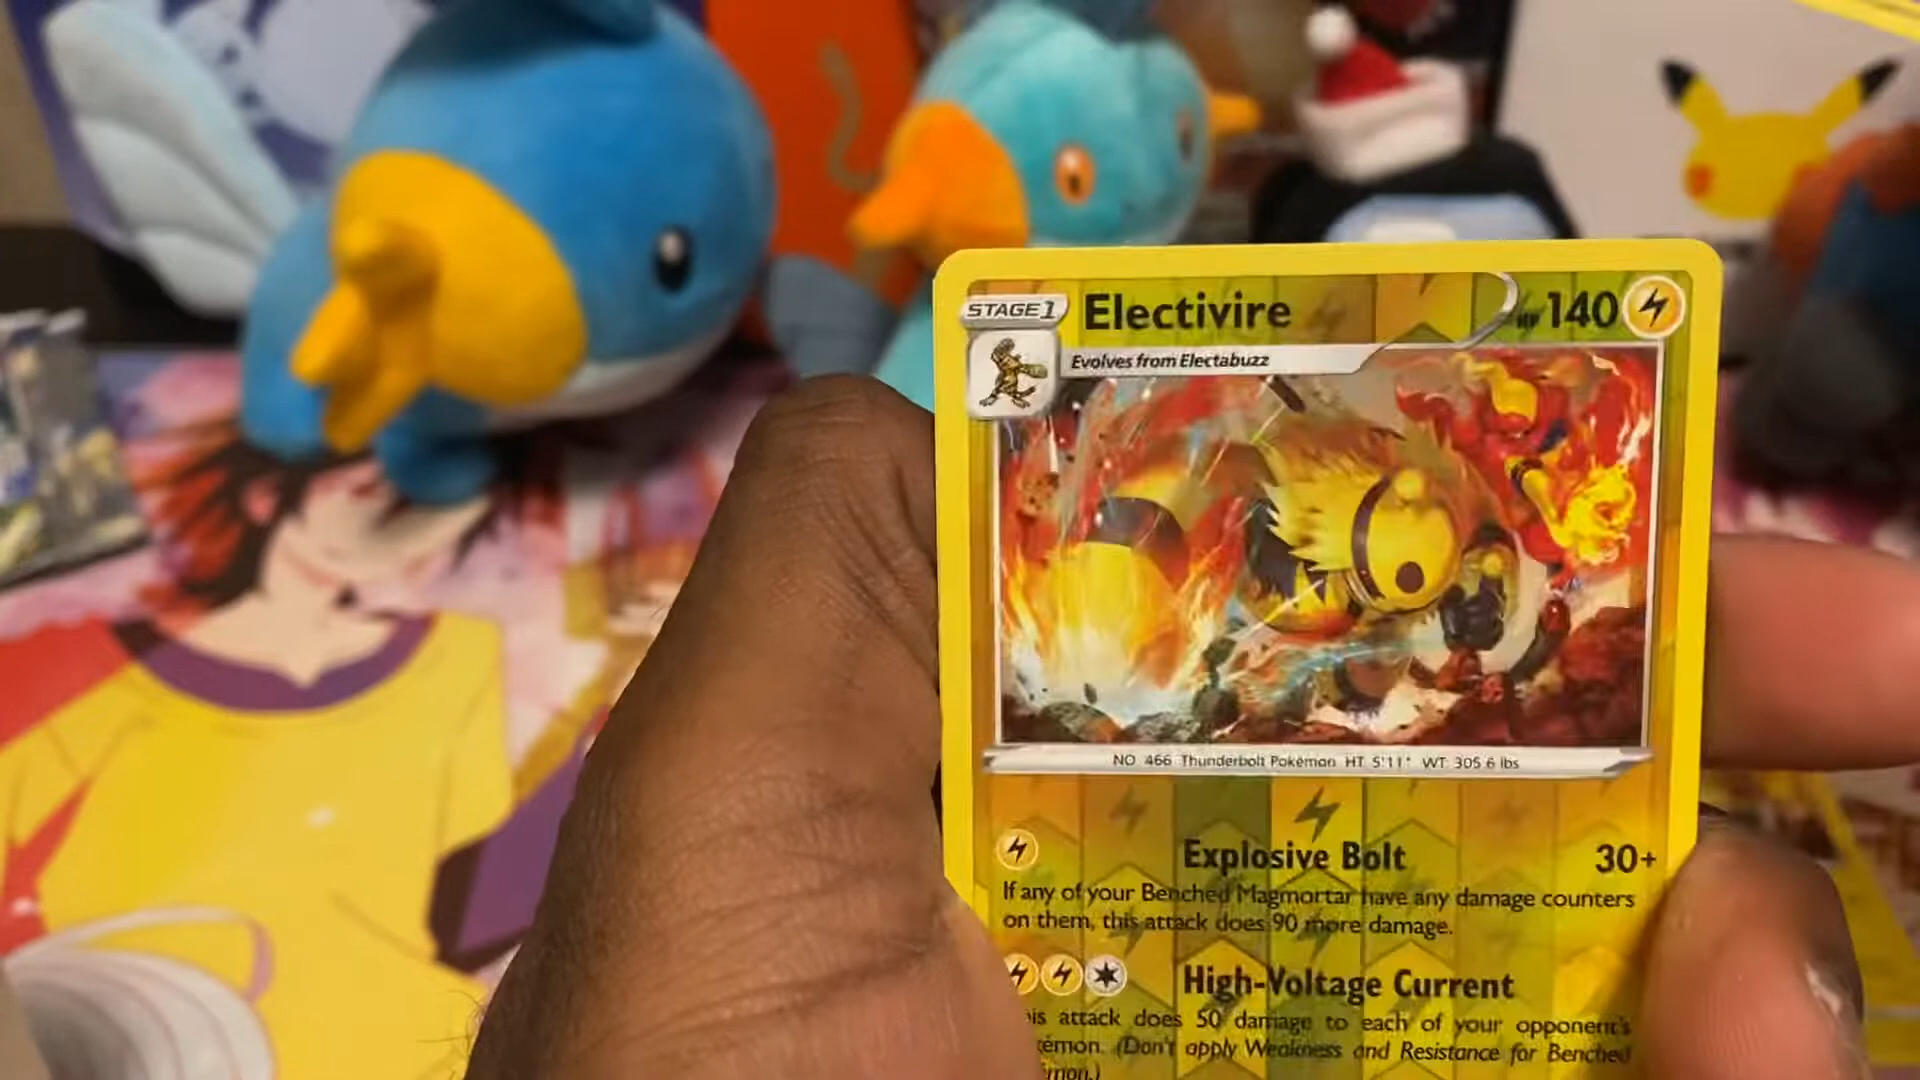 STAGE 1
Electivire
HP 140
Evolves from Electabuzz
NO. 466 Thunderbolt Pokémon HT: 5'11" WT: 305.6 lbs
Explosive Bolt 30+
If any of your Benched Magmortar have any damage counters
on them, this attack does 90 more damage.
High-Voltage Current
is attack does 50 damage to each of your opponent's
émon. (Don't apply Weakness and Resistance for Benched
émon.)